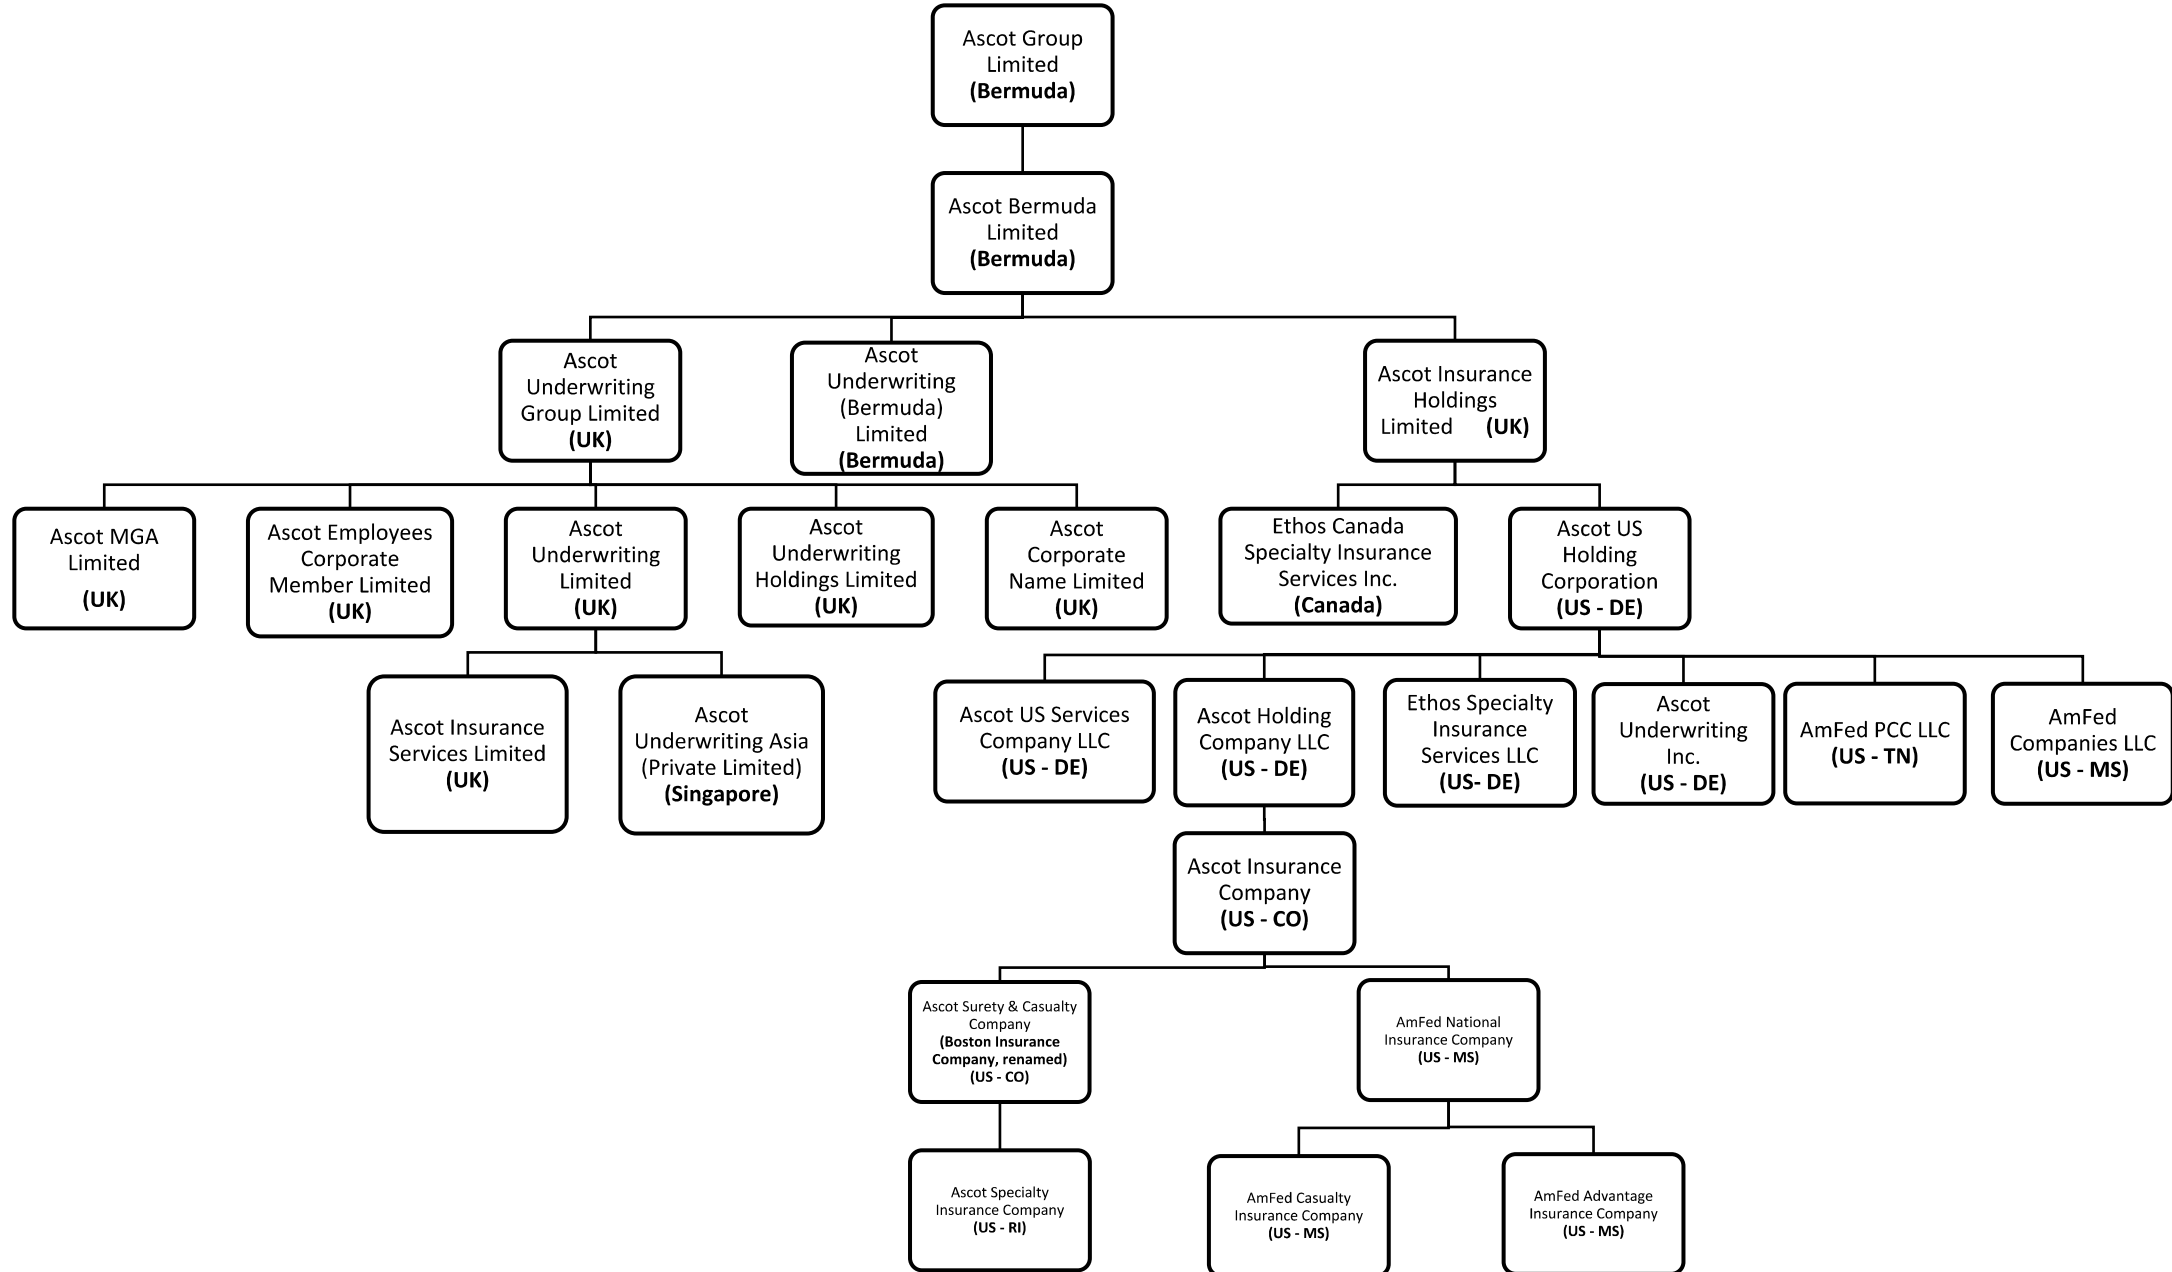 Ascot Group
Limited
(Bermuda)
Ascot Bermuda
Limited
(Bermuda)
Ascot
Underwriting
Group Limited
(UK)
Ascot
Underwriting
(Bermuda)
Limited
(Bermuda)
Ascot Insurance
Holdings
Limited (UK)
Ascot MGA
Limited
(UK)
Ascot Employees
Corporate
Member Limited
(UK)
Ascot
Underwriting
Limited
(UK)
Ascot
Underwriting
Holdings Limited
(UK)
Ascot
Corporate
Name Limited
(UK)
Ethos Canada
Specialty Insurance
Services Inc.
(Canada)
Ascot US
Holding
Corporation
(US - DE)
Ascot Insurance
Services Limited
(UK)
Ascot
Underwriting Asia
(Private Limited)
(Singapore)
Ascot US Services
Company LLC
(US - DE)
Ascot Holding
Company LLC
(US - DE)
Ethos Specialty
Insurance
Services LLC
(US- DE)
Ascot
Underwriting
Inc.
(US - DE)
AmFed PCC LLC
(US - TN)
AmFed
Companies LLC
(US - MS)
Ascot Insurance
Company
(US - CO)
Ascot Surety & Casualty
Company
(Boston Insurance
Company, renamed)
(US - CO)
AmFed National
Insurance Company
(US - MS)
Ascot Specialty
Insurance Company
(US - RI)
AmFed Casualty
Insurance Company
(US - MS)
AmFed Advantage
Insurance Company
(US - MS)